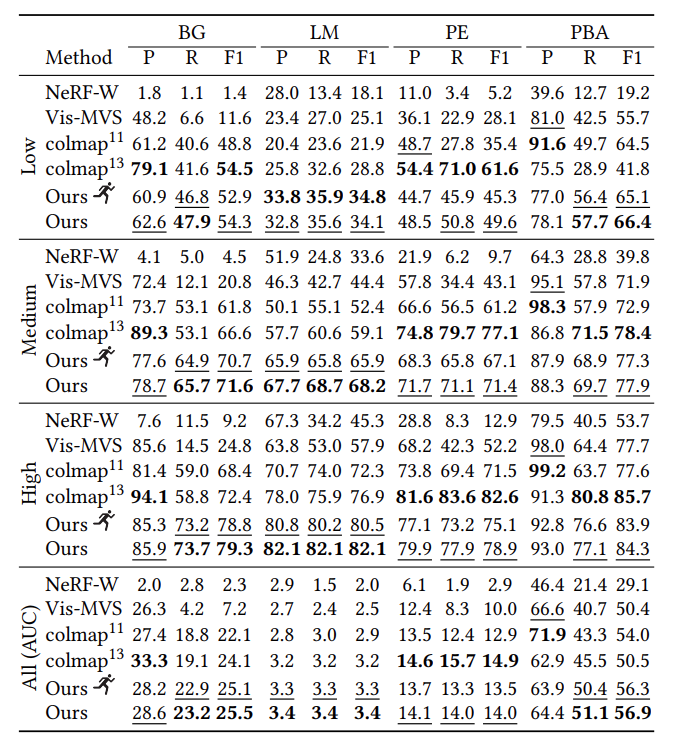 BG LM PE PBA
Method P R F1 P R F1 P R F1 P R F1
Low
NeRF-W 1.8 1.1 1.4 28.0 13.4 18.1 11.0 3.4 5.2 39.6 12.7 19.2
Vis-MVS 48.2 6.6 11.6 23.4 27.0 25.1 36.1 22.9 28.1 81.0 42.5 55.7
colmap11 61.2 40.6 48.8 20.4 23.6 21.9 48.7 27.8 35.4 91.6 49.7 64.5
colmap13 79.1 41.6 54.5 25.8 32.6 28.8 54.4 71.0 61.6 75.5 28.9 41.8
Ours 60.9 46.8 52.9 33.8 35.9 34.8 44.7 45.9 45.3 77.0 56.4 65.1
Ours 62.6 47.9 54.3 32.8 35.6 34.1 48.5 50.8 49.6 78.1 57.7 66.4
Medium
NeRF-W 4.1 5.0 4.5 51.9 24.8 33.6 21.9 6.2 9.7 64.3 28.8 39.8
Vis-MVS 72.4 12.1 20.8 46.3 42.7 44.4 57.8 34.4 43.1 95.1 57.8 71.9
colmap11 73.7 53.1 61.8 50.1 55.1 52.4 66.6 56.5 61.2 98.3 57.9 72.9
colmap13 89.3 53.1 66.6 57.7 60.6 59.1 74.8 79.7 77.1 86.8 71.5 78.4
Ours 77.6 64.9 70.7 65.9 65.8 65.9 68.3 65.8 67.1 87.9 68.9 77.3
Ours 78.7 65.7 71.6 67.7 68.7 68.2 71.7 71.1 71.4 88.3 69.7 77.9
High
NeRF-W 7.6 11.5 9.2 67.3 34.2 45.3 28.8 8.3 12.9 79.5 40.5 53.7
Vis-MVS 85.6 14.5 24.8 63.8 53.0 57.9 68.2 42.3 52.2 98.0 64.4 77.7
colmap11 81.4 59.0 68.4 70.7 74.0 72.3 73.8 69.4 71.5 99.2 63.7 77.6
colmap13 94.1 58.8 72.4 78.0 75.9 76.9 81.6 83.6 82.6 91.3 80.8 85.7
Ours 85.3 73.2 78.8 80.8 80.2 80.5 77.1 73.2 75.1 92.8 76.6 83.9
Ours 85.9 73.7 79.3 82.1 82.1 82.1 79.9 77.9 78.9 93.0 77.1 84.3
All (AUC)
NeRF-W 2.0 2.8 2.3 2.9 1.5 2.0 6.1 1.9 2.9 46.4 21.4 29.1
Vis-MVS 26.3 4.2 7.2 2.7 2.4 2.5 12.4 8.3 10.0 66.6 40.7 50.4
colmap11 27.4 18.8 22.1 2.8 3.0 2.9 13.5 12.4 12.9 71.9 43.3 54.0
colmap13 33.3 19.1 24.1 3.2 3.2 3.2 14.6 15.7 14.9 62.9 45.5 50.5
Ours 28.2 22.9 25.1 3.3 3.3 3.3 13.7 13.3 13.5 63.9 50.4 56.3
Ours 28.6 23.2 25.5 3.4 3.4 3.4 14.1 14.0 14.0 64.4 51.1 56.9